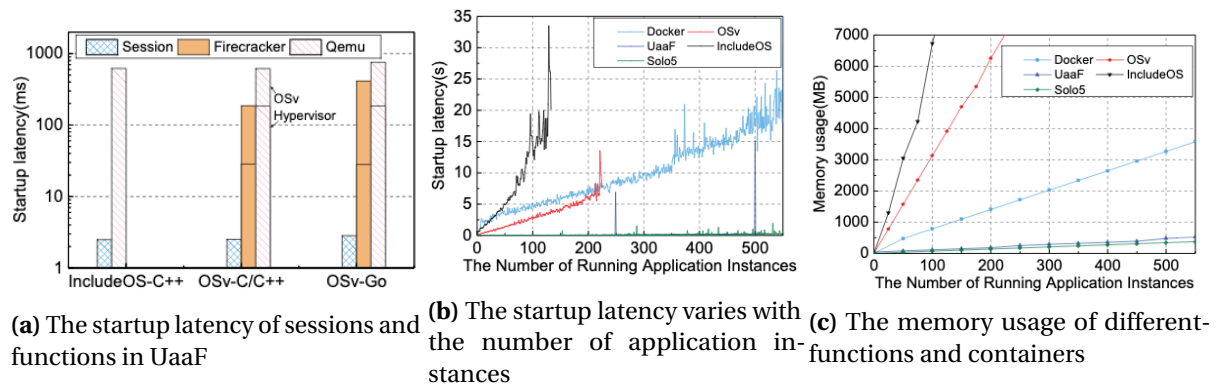 Session Firecracker Qemu
1000
100
10
1
Startup latency(ms)
OSv
Hypervisor
IncludeOS-C++ OSv-C/C++ OSv-Go
(a) The startup latency of sessions and
functions in UaaF
35
30
25
20
15
10
5
0
Startup latency(s)
Docker OSv
UaaF IncludeOS
Solo5
0 100 200 300 400 500
The Number of Running Application Instances
(b) The startup latency varies with
the number of application in-
stances
7000
6000
5000
4000
3000
2000
1000
0
Memory usage(MB)
Docker OSv
UaaF IncludeOS
Solo5
0 100 200 300 400 500
The Number of Running Application Instances
(c) The memory usage of different-
functions and containers